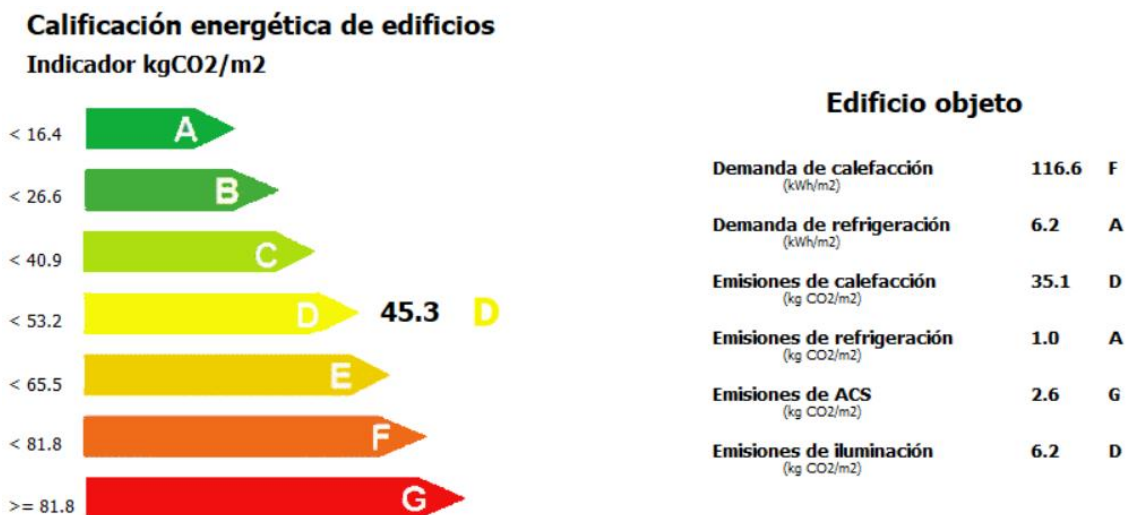 Calificación energética de edificios
Indicador kgCO2/m2
< 16.4 A
< 26.6 B
< 40.9 C
< 53.2 D 45.3 D
< 65.5 E
< 81.8 F
>= 81.8 G
Edificio objeto
Demanda de calefacción 116.6 F
(kWh/m2)
Demanda de refrigeración 6.2 A
(kWh/m2)
Emisiones de calefacción 35.1 D
(kg CO2/m2)
Emisiones de refrigeración 1.0 A
(kg CO2/m2)
Emisiones de ACS 2.6 G
(kg CO2/m2)
Emisiones de iluminación 6.2 D
(kg CO2/m2)